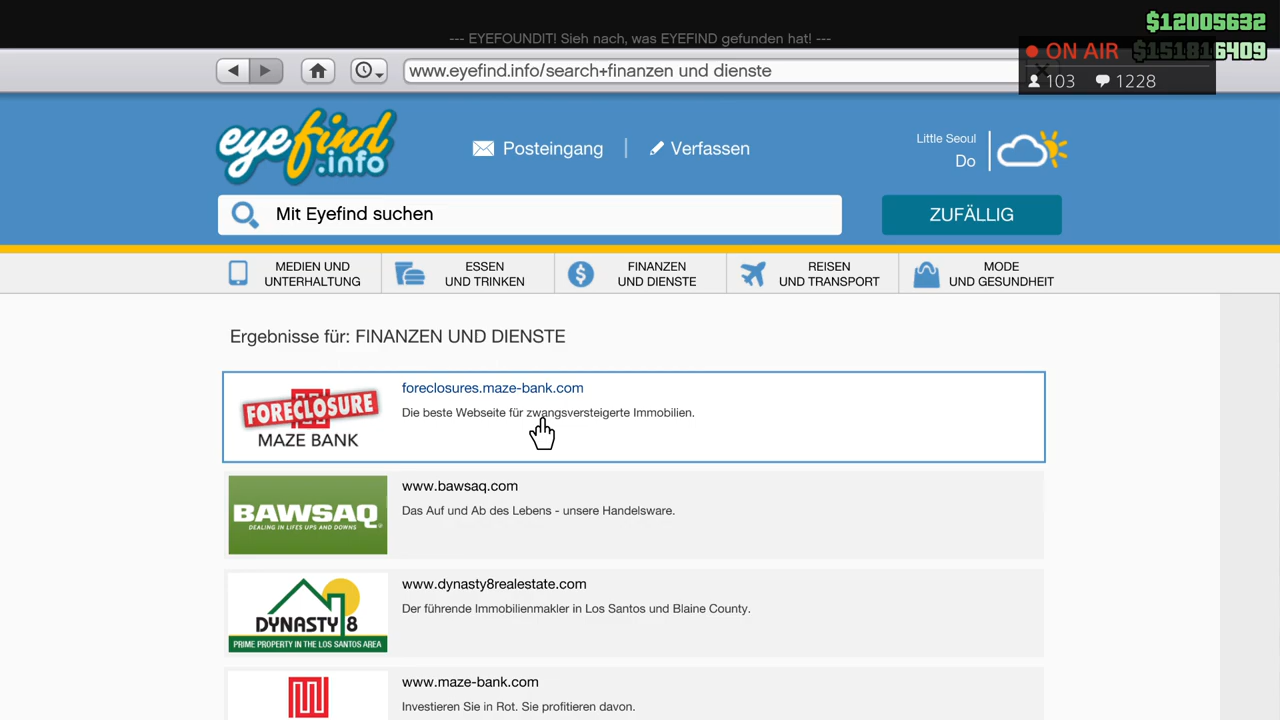 $12005632
--- EYEFOUNDIT! Sieh nach, was EYEFIND gefunden hat! ---
ON AIR
$151816409
www.eyefind.info/search+finanzen und dienste
103 1228
eyefind.info
Posteingang | Verfassen
Little Seoul
Do
Mit Eyefind suchen
ZUFÄLLIG
MEDIEN UND UNTERHALTUNG
ESSEN UND TRINKEN
FINANZEN UND DIENSTE
REISEN UND TRANSPORT
MODE UND GESUNDHEIT
Ergebnisse für: FINANZEN UND DIENSTE
FORECLOSURE
MAZE BANK
foreclosures.maze-bank.com
Die beste Webseite für zwangsversteigerte Immobilien.
BAWSAQ
DEALING IN LIFES UPS AND DOWNS
www.bawsaq.com
Das Auf und Ab des Lebens - unsere Handelsware.
DYNASTY 8
PRIME PROPERTY IN THE LOS SANTOS AREA
www.dynasty8realestate.com
Der führende Immobilienmakler in Los Santos und Blaine County.
www.maze-bank.com
Investieren Sie in Rot. Sie profitieren davon.